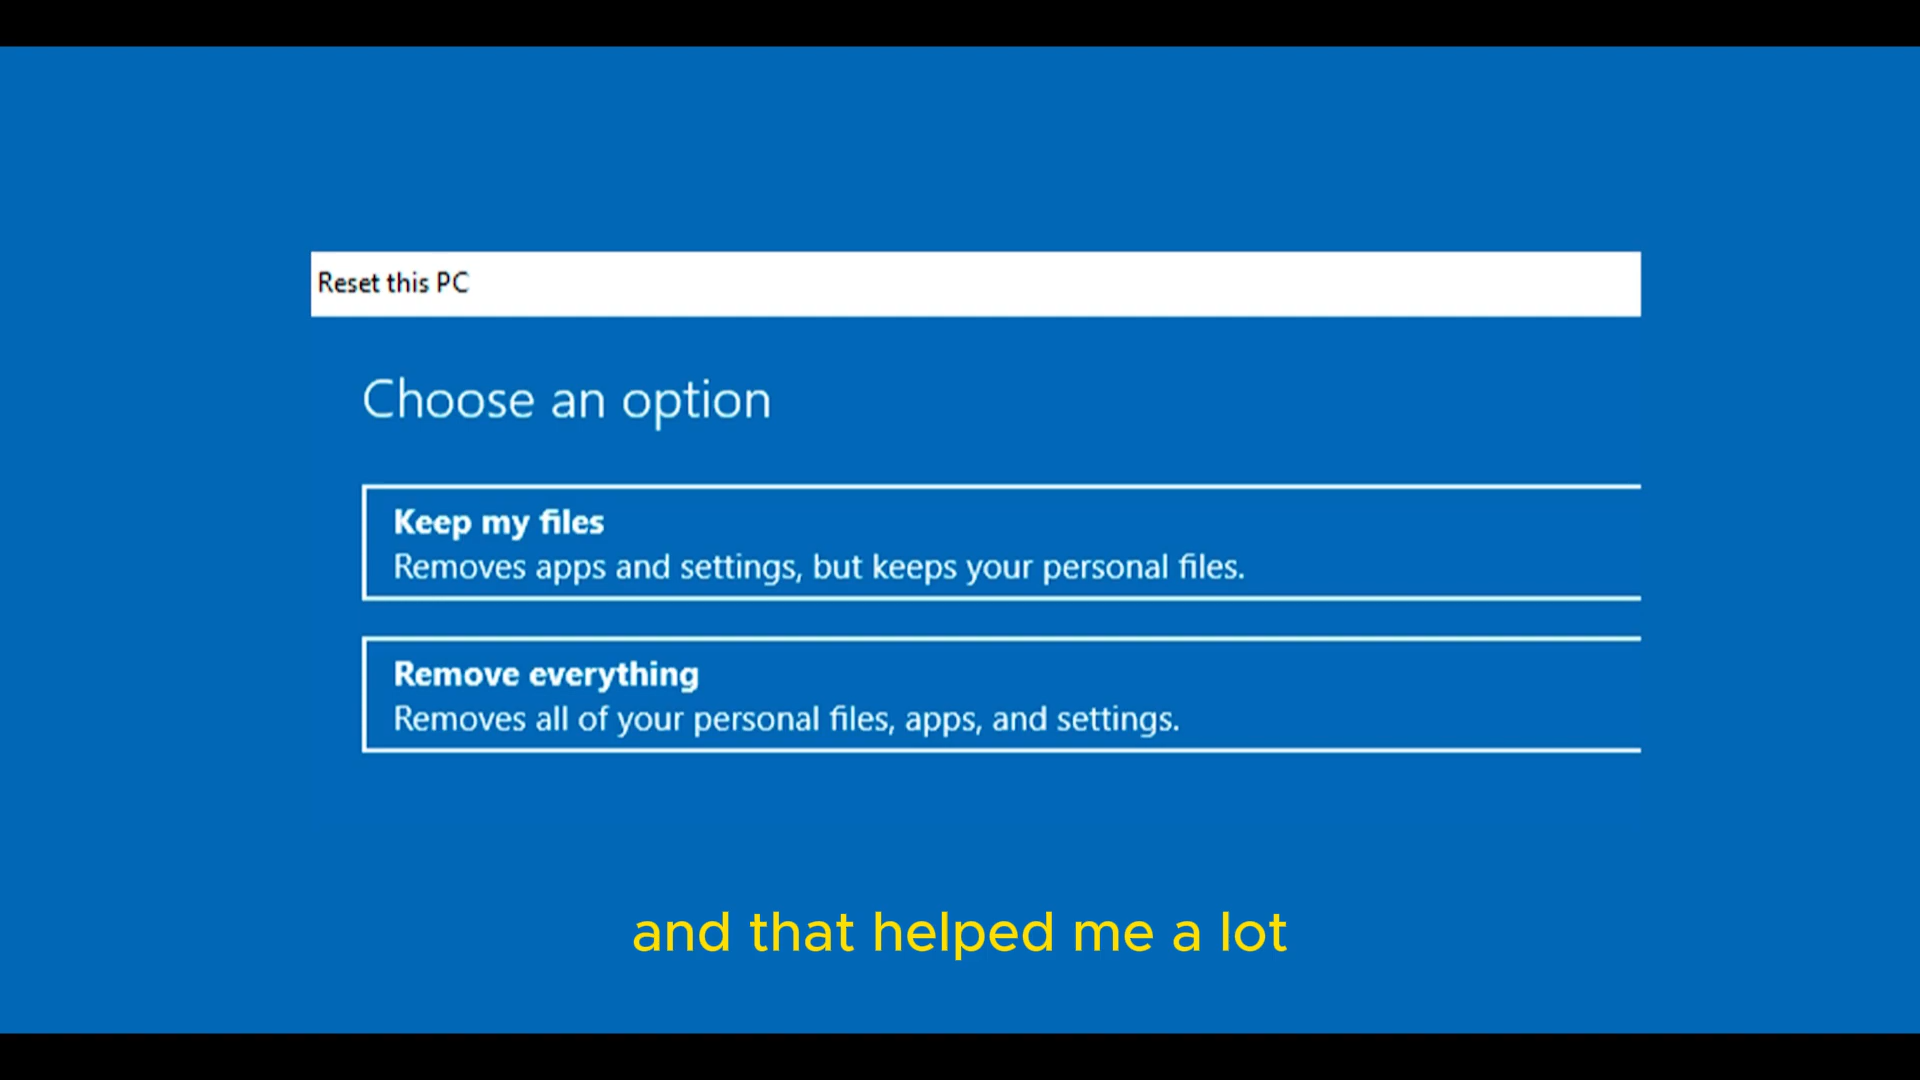 Reset this PC
Choose an option
Keep my files
Removes apps and settings, but keeps your personal files.
Remove everything
Removes all of your personal files, apps, and settings.
and that helped me a lot